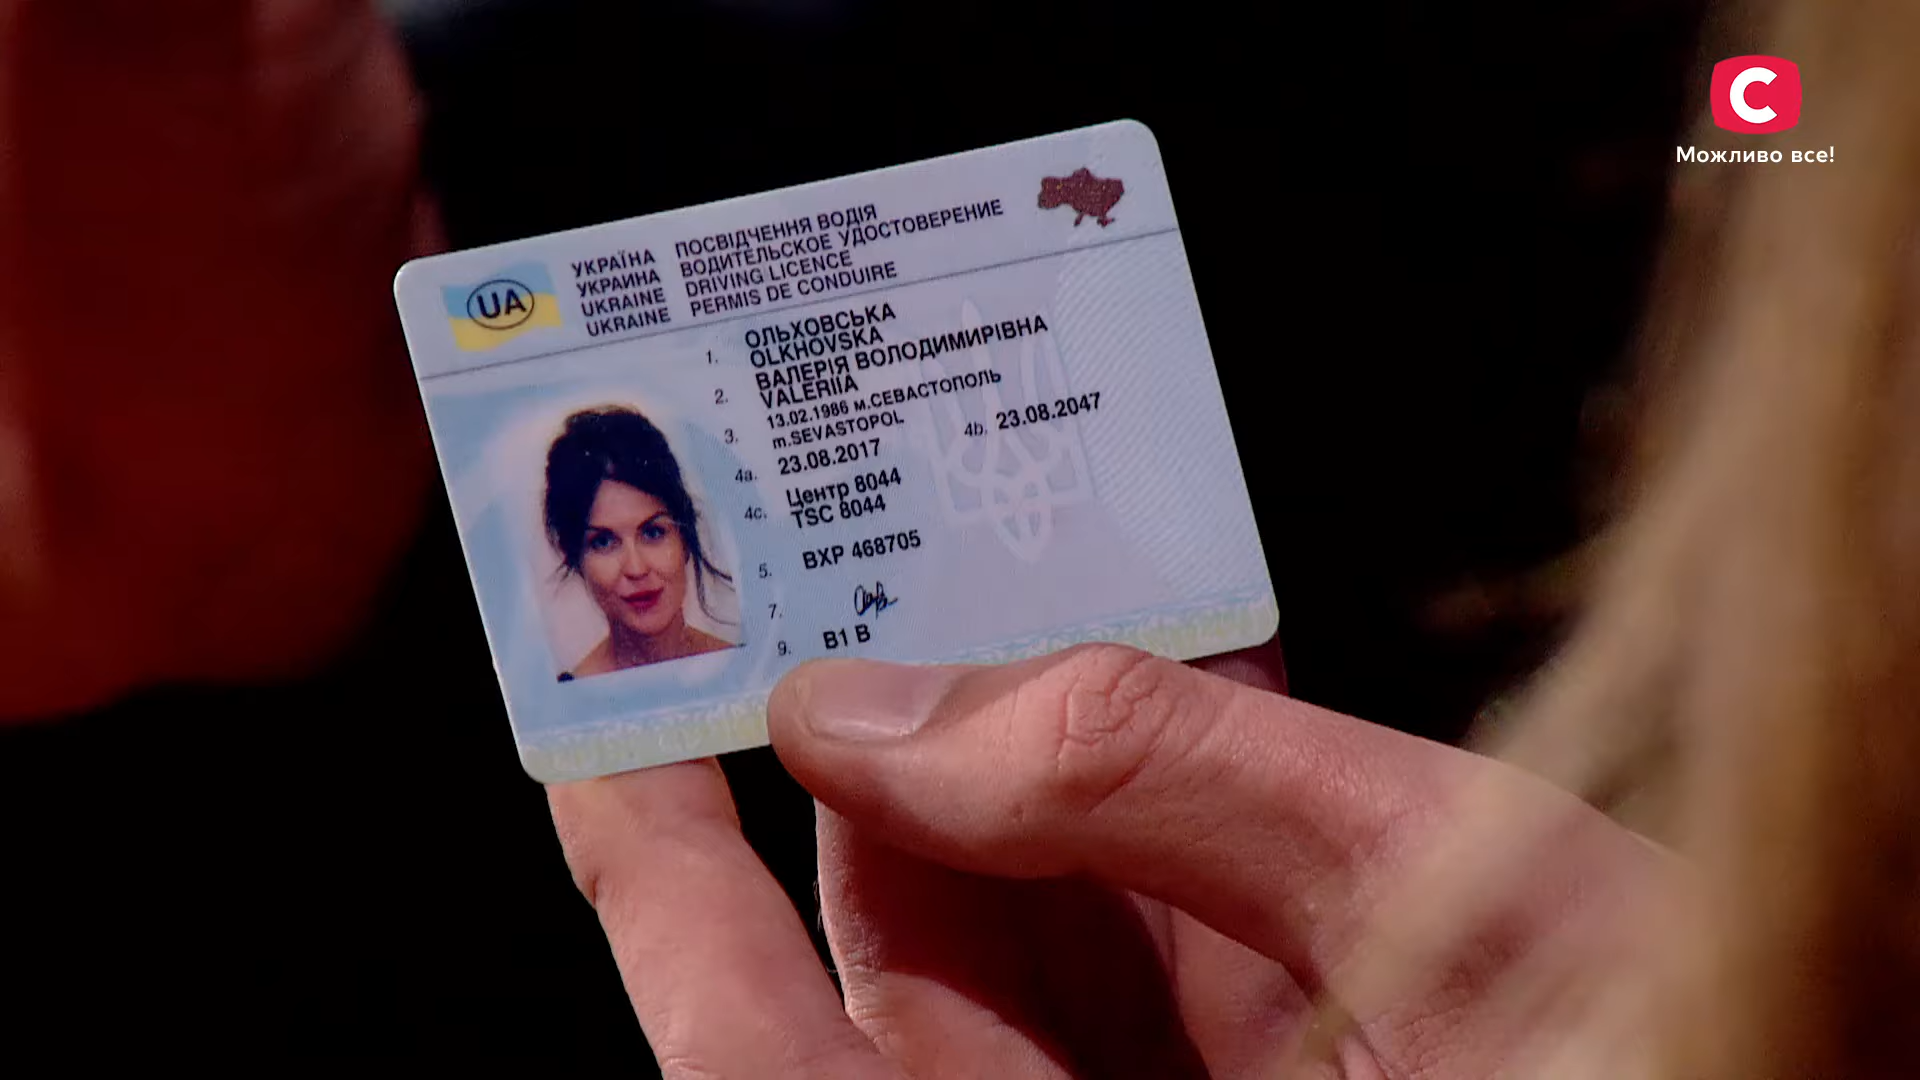 C
Можливо все!
UA
УКРАЇНА
УКРАИНА
UKRAINE
UKRAINE
ПОСВІДЧЕННЯ ВОДІЯ
ВОДИТЕЛЬСКОЕ УДОСТОВЕРЕНИЕ
DRIVING LICENCE
PERMIS DE CONDUIRE
1. ОЛЬХОВСЬКА
OLKHOVSKA
2. ВАЛЕРІЯ ВОЛОДИМИРІВНА
VALERIIA
3. 13.02.1986 м.СЕВАСТОПОЛЬ
m.SEVASTOPOL
4a. 23.08.2017 4b. 23.08.2047
4c. Центр 8044
TSC 8044
5. BXP 468705
7.
9. B1 B